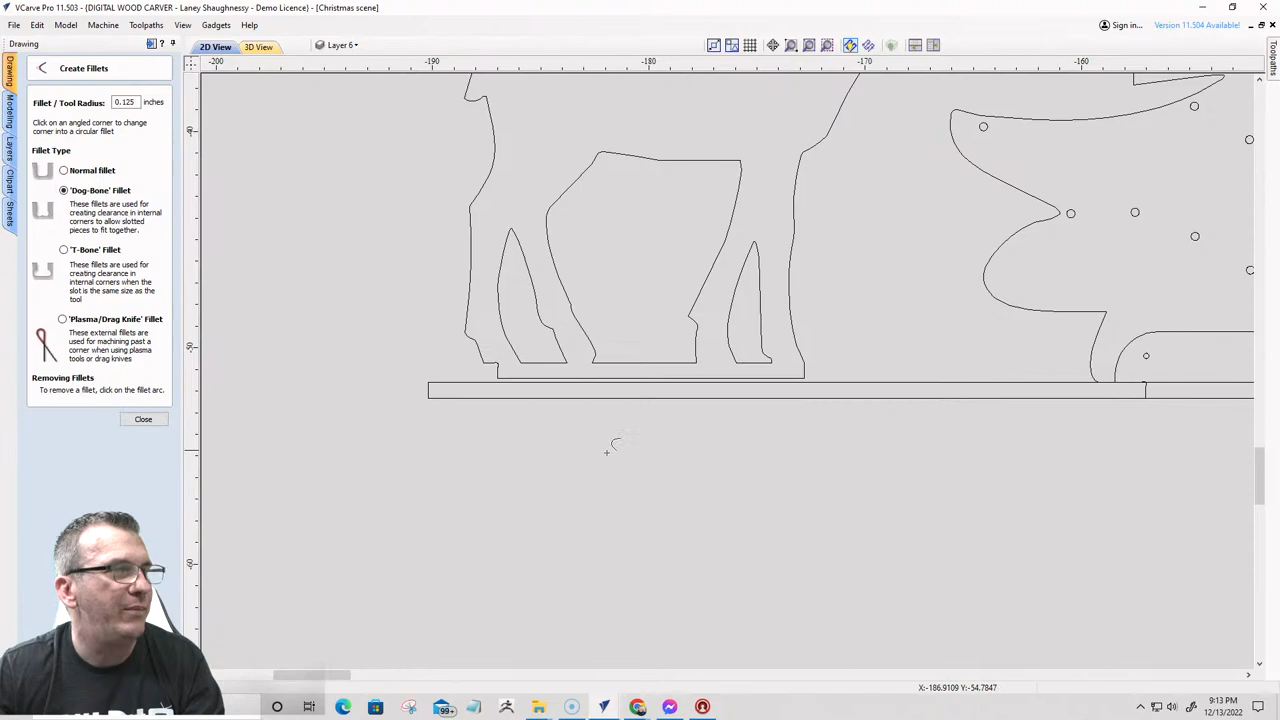 VCarve Pro 11.503 - (DIGITAL WOOD CARVER - Laney Shaughnessy - Demo Licence) - [Christmas scene]
File Edit Model Machine Toolpaths View Gadgets Help
Sign in... Version 11.504 Available!
Drawing
2D View 3D View Layer 6
Toolpaths
-200 -190 -180 -170 -160
Drawing
Modeling
Layers
Clipart
Sheets
Create Fillets
Fillet / Tool Radius: 0.125 inches
Click on an angled corner to change
corner into a circular fillet
Fillet Type
Normal fillet
'Dog-Bone' Fillet
These fillets are used for
creating clearance in internal
corners to allow slotted
pieces to fit together.
'T-Bone' Fillet
These fillets are used for
creating clearance in
internal corners when the
slot is the same size as the
tool
'Plasma/Drag Knife' Fillet
These external fillets are
used for machining past a
corner when using plasma
tools or drag knives
Removing Fillets
To remove a fillet, click on the fillet arc.
Close
X:-186.9109 Y:-54.7847
99+
9:13 PM
12/13/2022